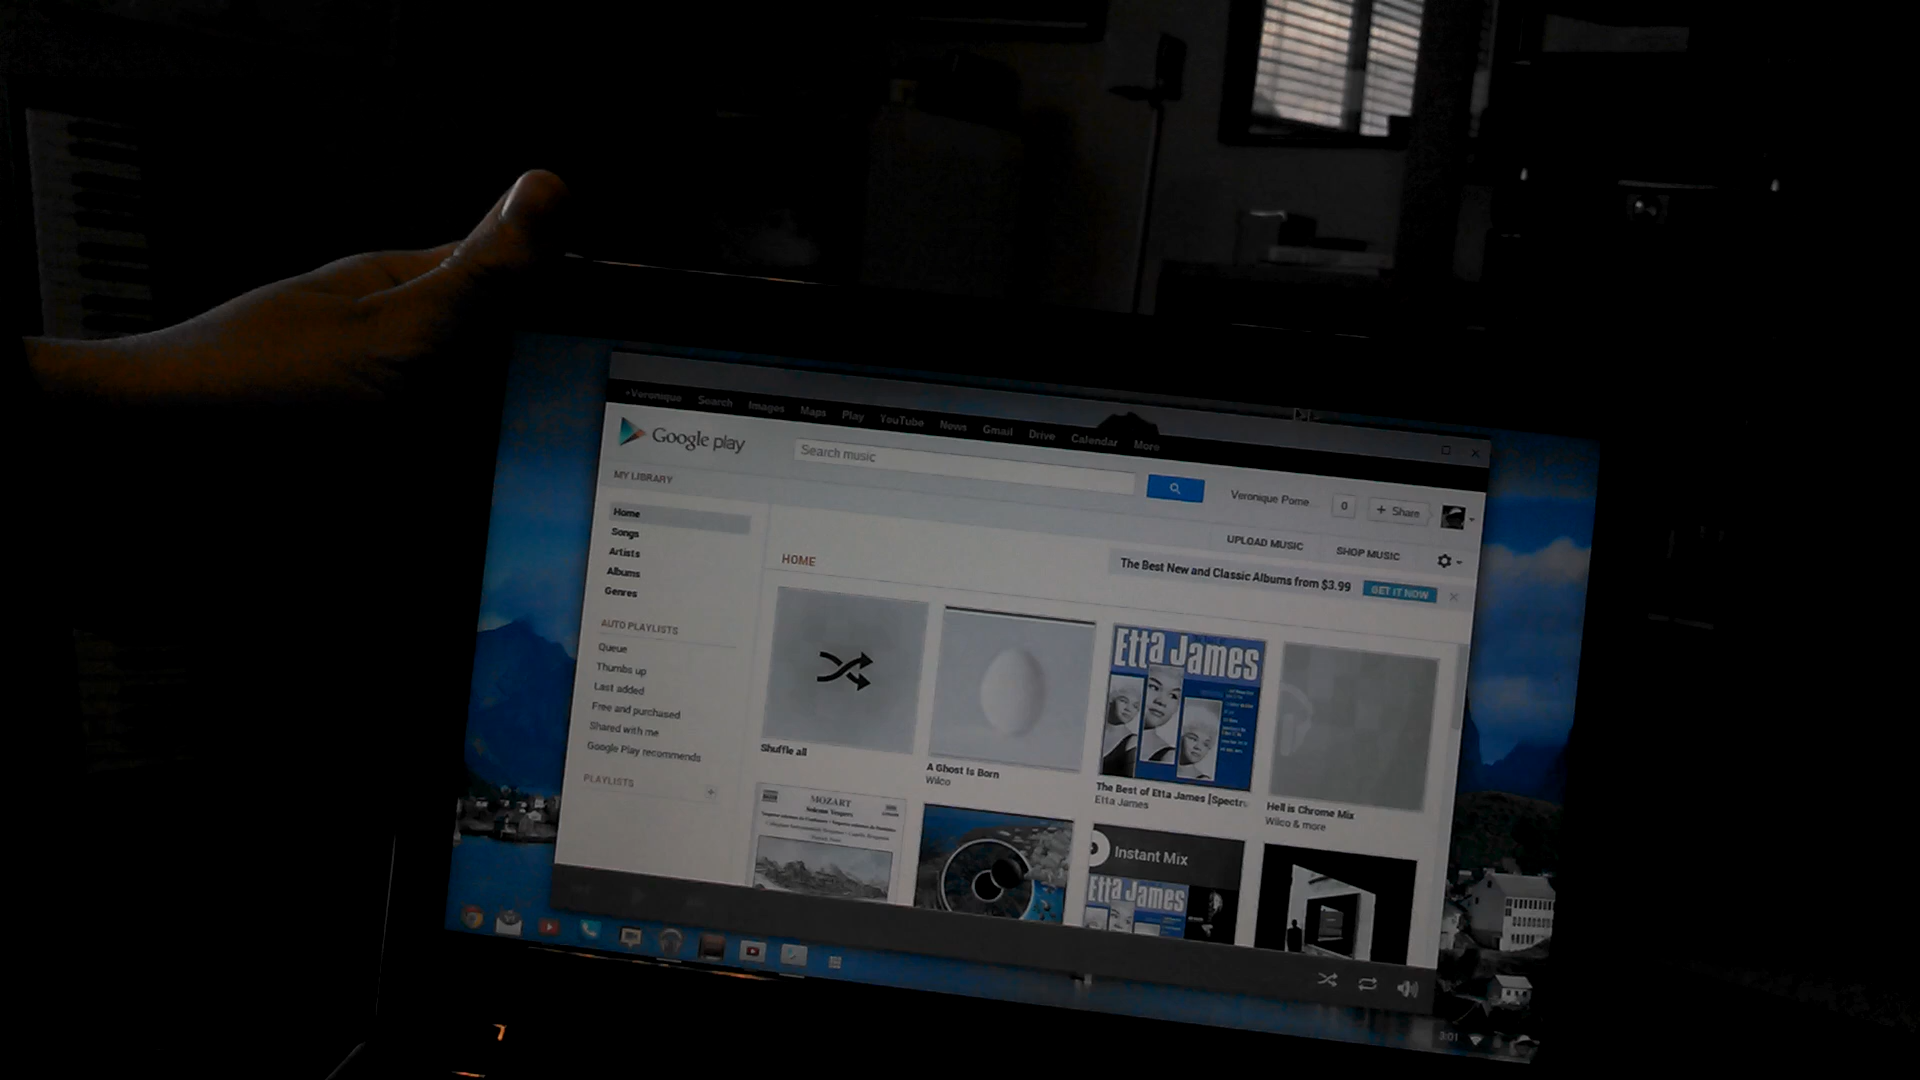 +Veronique Search Images Maps Play YouTube News Gmail Drive Calendar More
Google play
Search music
Veronique Pome
0
+ Share
MY LIBRARY
UPLOAD MUSIC
SHOP MUSIC
Home
Songs
Artists
Albums
Genres
HOME
The Best New and Classic Albums from $3.99
GET IT NOW
AUTO PLAYLISTS
Queue
Thumbs up
Last added
Free and purchased
Shared with me
Google Play recommends
PLAYLISTS
Shuffle all
A Ghost Is Born
Wilco
Etta James
The Best of Etta James [Spectru
Etta James
Hell is Chrome Mix
Wilco & more
MOZART
Instant Mix
Etta James
3:01